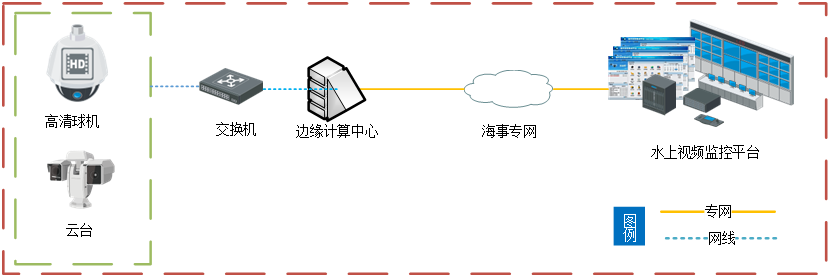 HD
高清球机
云台
交换机
边缘计算中心
海事专网
水上视频监控平台
图例
专网
网线